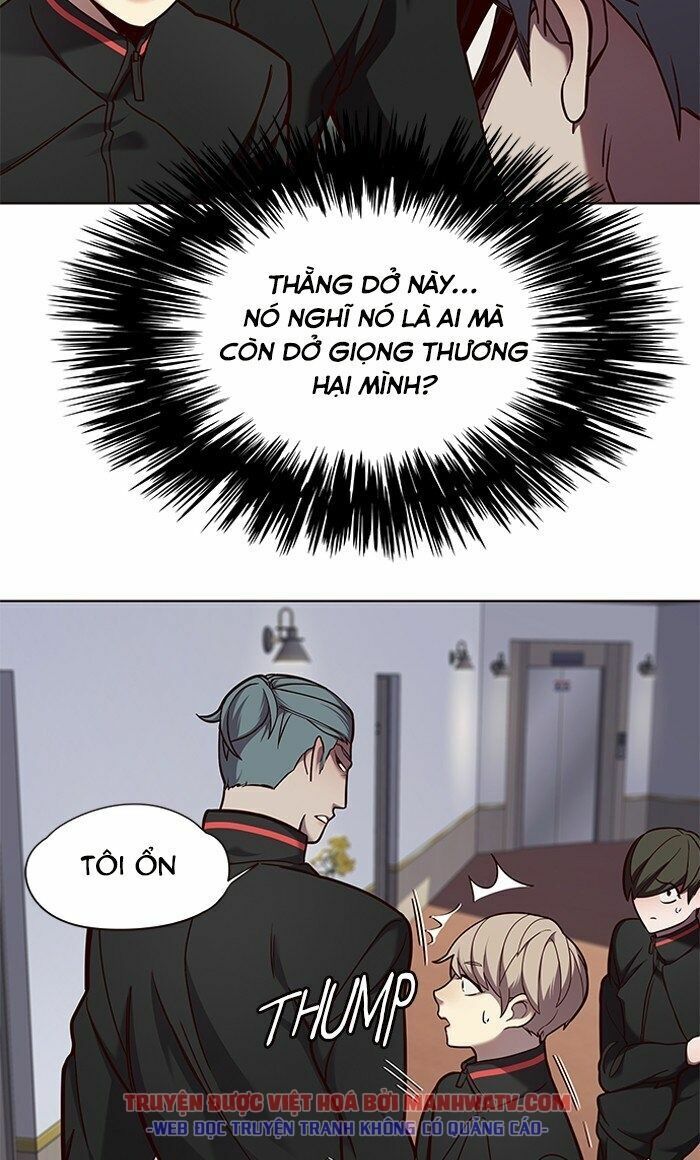 THẰNG DỞ NÀY...
NÓ NGHĨ NÓ LÀ AI MÀ
CÒN DỞ GIỌNG THƯƠNG
HẠI MÌNH?
TÔI ỔN
THUMP
TRUYỆN ĐƯỢC VIỆT HOÁ BỞI MANHWATV.COM
-WEB ĐỌC TRUYỆN TRANH KHÔNG CÓ QUẢNG CÁO-